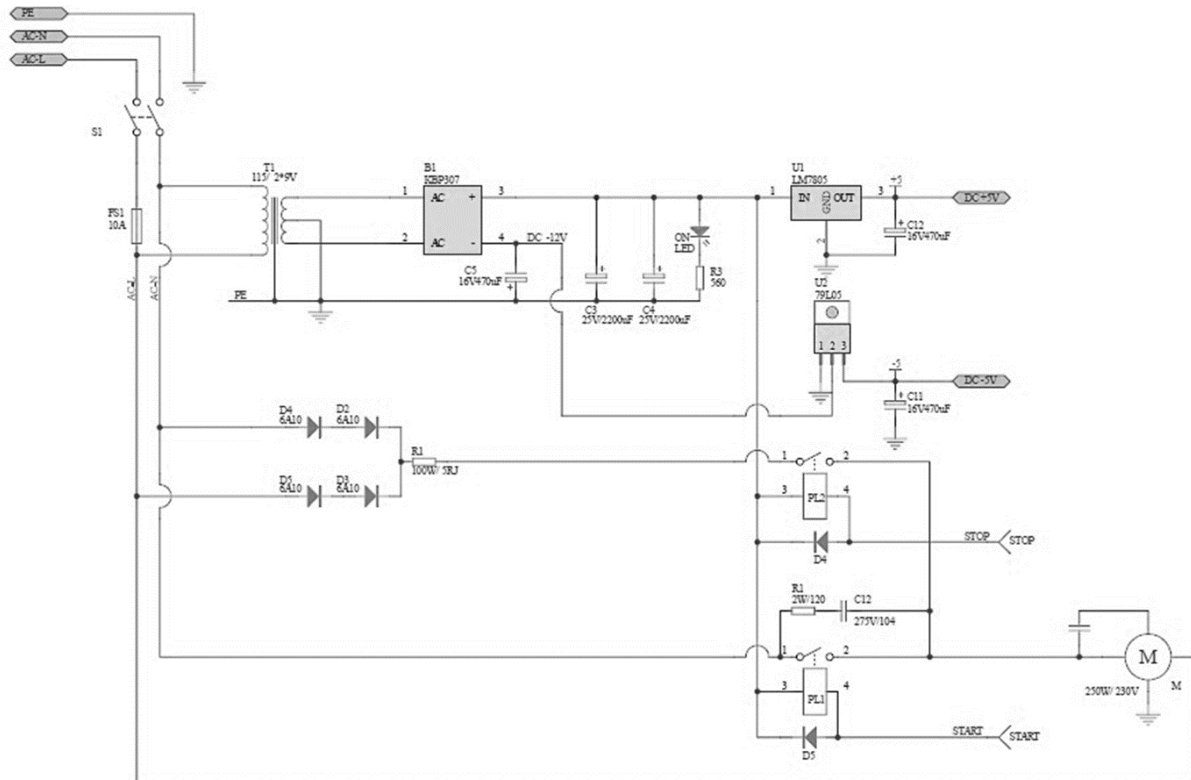 PE
AC-N
AC-L
S1
T1
115/ 2*9V
B1
KBP307
U1
LM7805
1
AC
+
3
1
IN
GND
OUT
3
+5
DC+5V
FS1
10A
2
AC
-
4
DC -12V
ON
LED
2
C12
16V470uF
C5
16V470uF
R3
560
U2
79L05
AC-L
AC-N
PE
C3
25V/2200uF
C4
25V/2200uF
1 2 3
-5
DC-5V
C11
16V470uF
D4
6A10
D2
6A10
R1
100W/ 5RJ
1
2
D5
6A10
D3
6A10
3
PL2
4
D4
STOP
STOP
R1
2W/120
C12
275V/104
1
2
M
250W/ 230V
M
3
PL1
4
D5
START
START